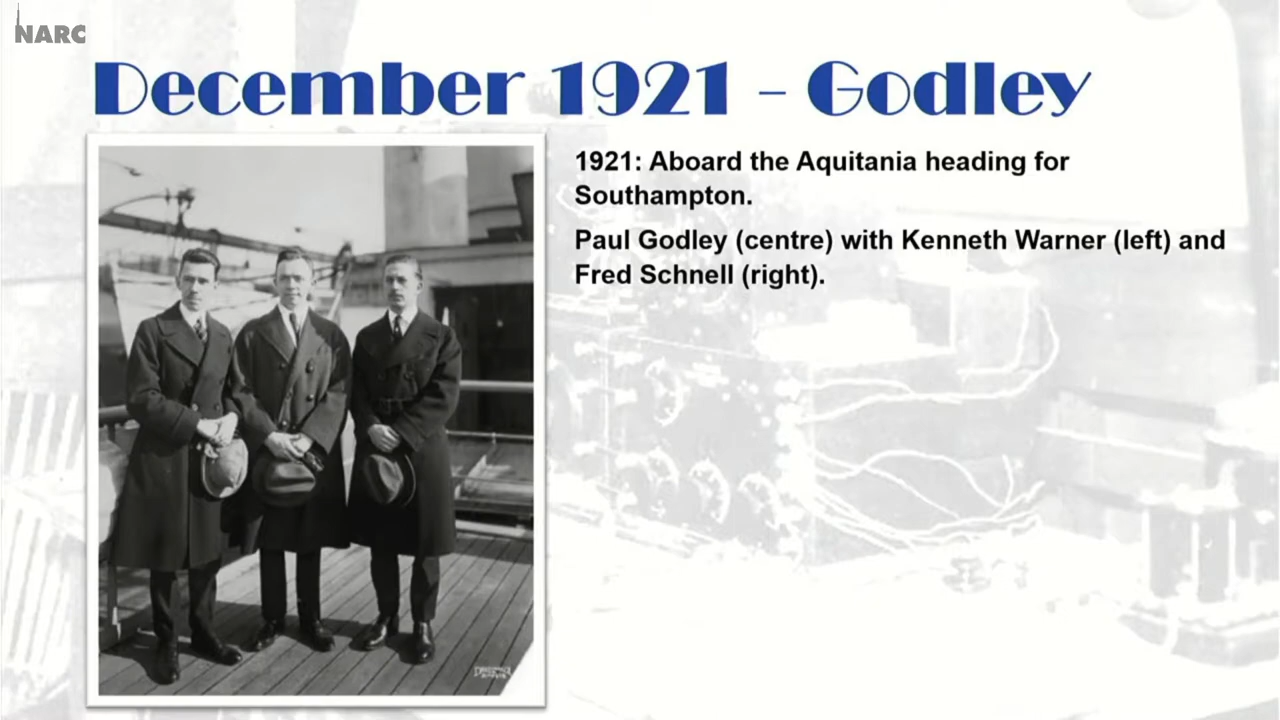 NARC
December 1921 - Godley
1921: Aboard the Aquitania heading for
Southampton.
Paul Godley (centre) with Kenneth Warner (left) and
Fred Schnell (right).